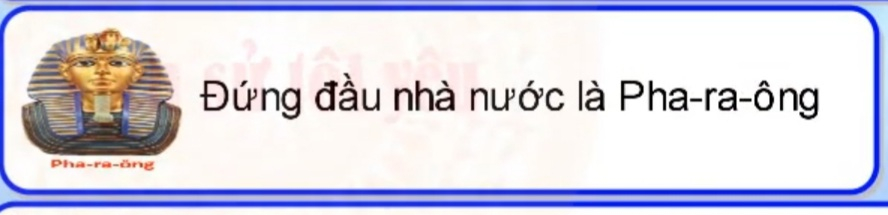 Đứng đầu nhà nước là Pha-ra-ông
Pha-ra-ông